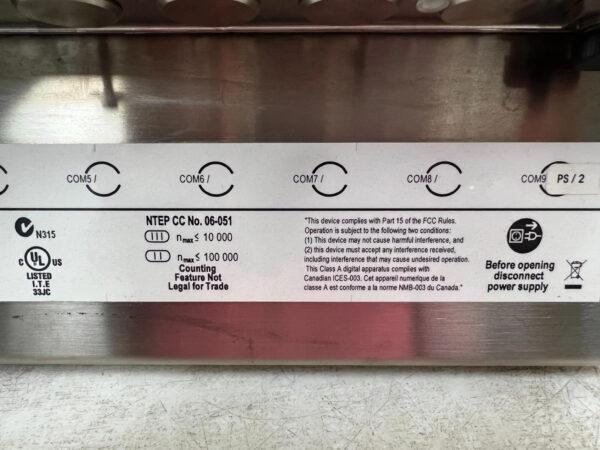 COM5 /
COM6 /
COM7 /
COM8 /
COM9
PS / 2
N315
C UL US
LISTED
I.T.E
33JC
NTEP CC No. 06-051
III nmax ≤ 10 000
II nmax ≤ 100 000
Counting
Feature Not
Legal for Trade
"This device complies with Part 15 of the FCC Rules.
Operation is subject to the following two conditions:
(1) This device may not cause harmful interference, and
(2) this device must accept any interference received,
including interference that may cause undesired operation.
This Class A digital apparatus complies with
Canadian ICES-003. Cet appareil numerique de la
classe A est conforme a la norme NMB-003 du Canada."
Before opening
disconnect
power supply